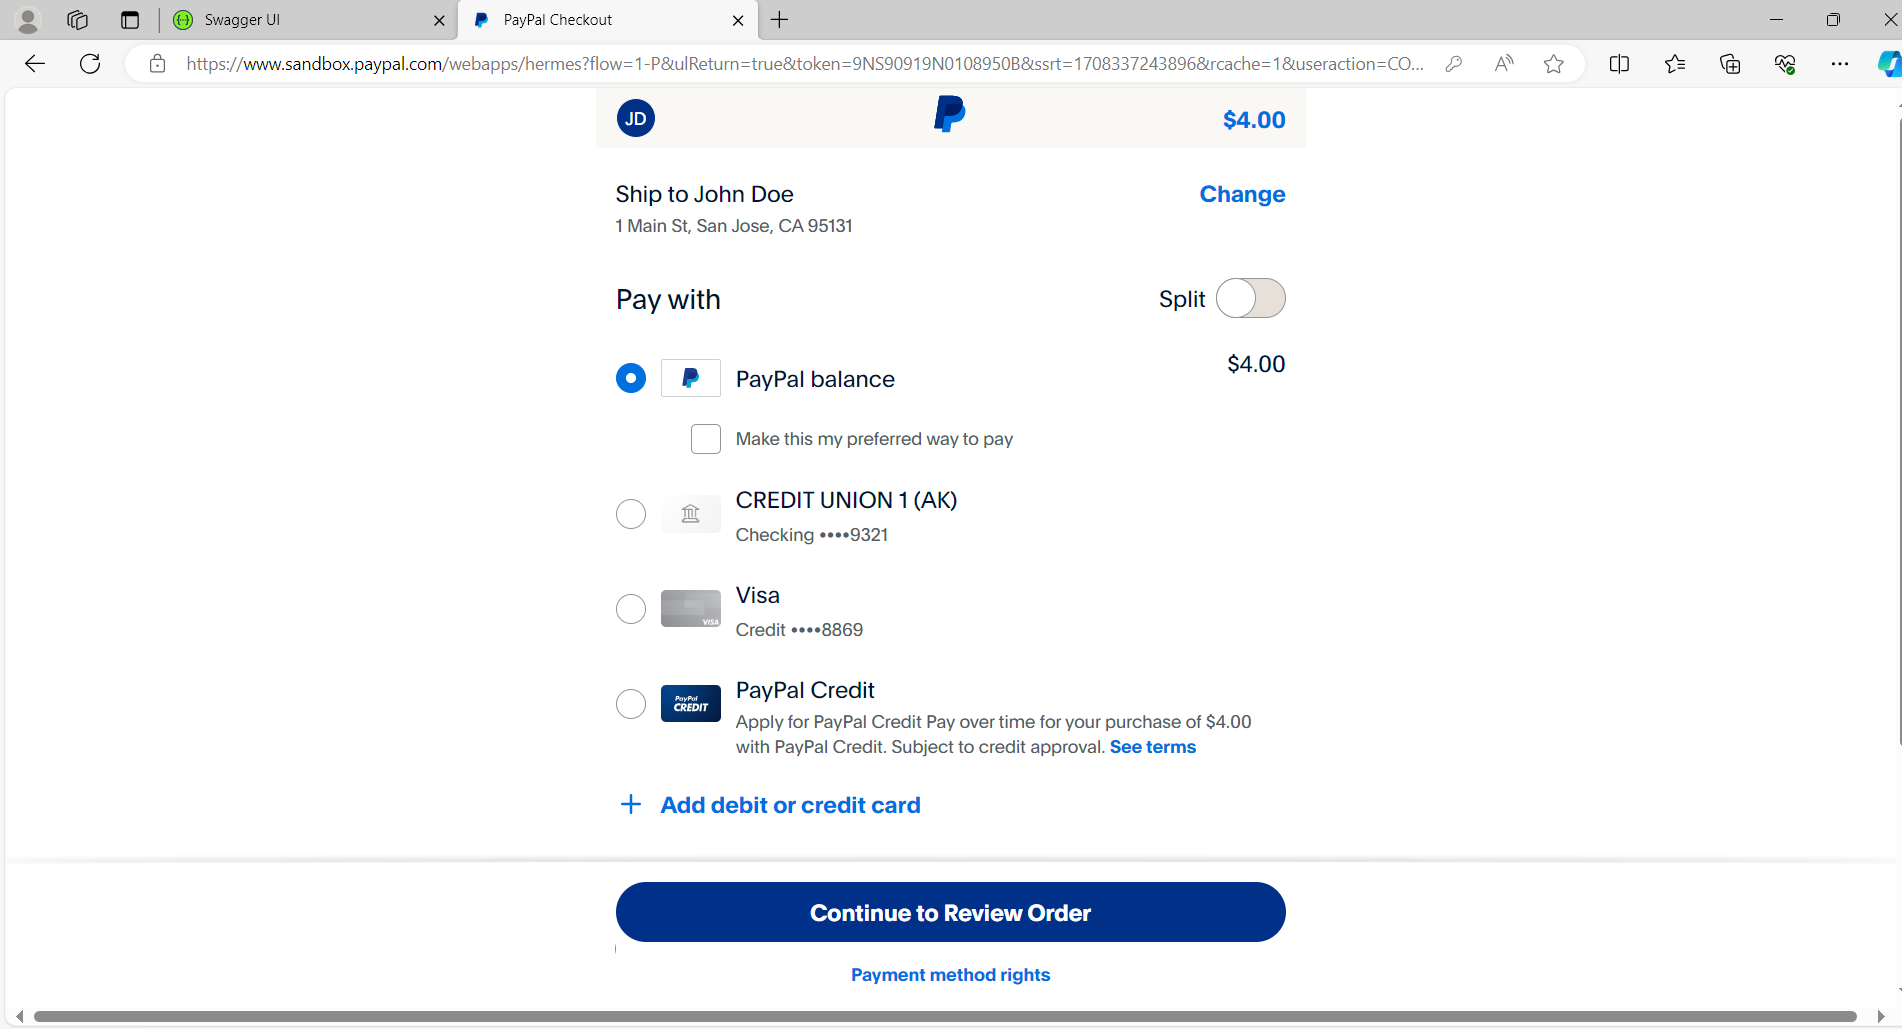 Swagger UI
PayPal Checkout
https://www.sandbox.paypal.com/webapps/hermes?flow=1-P&ulReturn=true&token=9NS90919N0108950B&ssrt=1708337243896&rcache=1&useraction=CO...
JD
$4.00
Ship to John Doe
Change
1 Main St, San Jose, CA 95131
Pay with
Split
PayPal balance
$4.00
Make this my preferred way to pay
CREDIT UNION 1 (AK)
Checking ••••9321
VISA
Visa
Credit ••••8869
PayPal
CREDIT
PayPal Credit
Apply for PayPal Credit Pay over time for your purchase of $4.00
with PayPal Credit. Subject to credit approval. See terms
Add debit or credit card
Continue to Review Order
Payment method rights